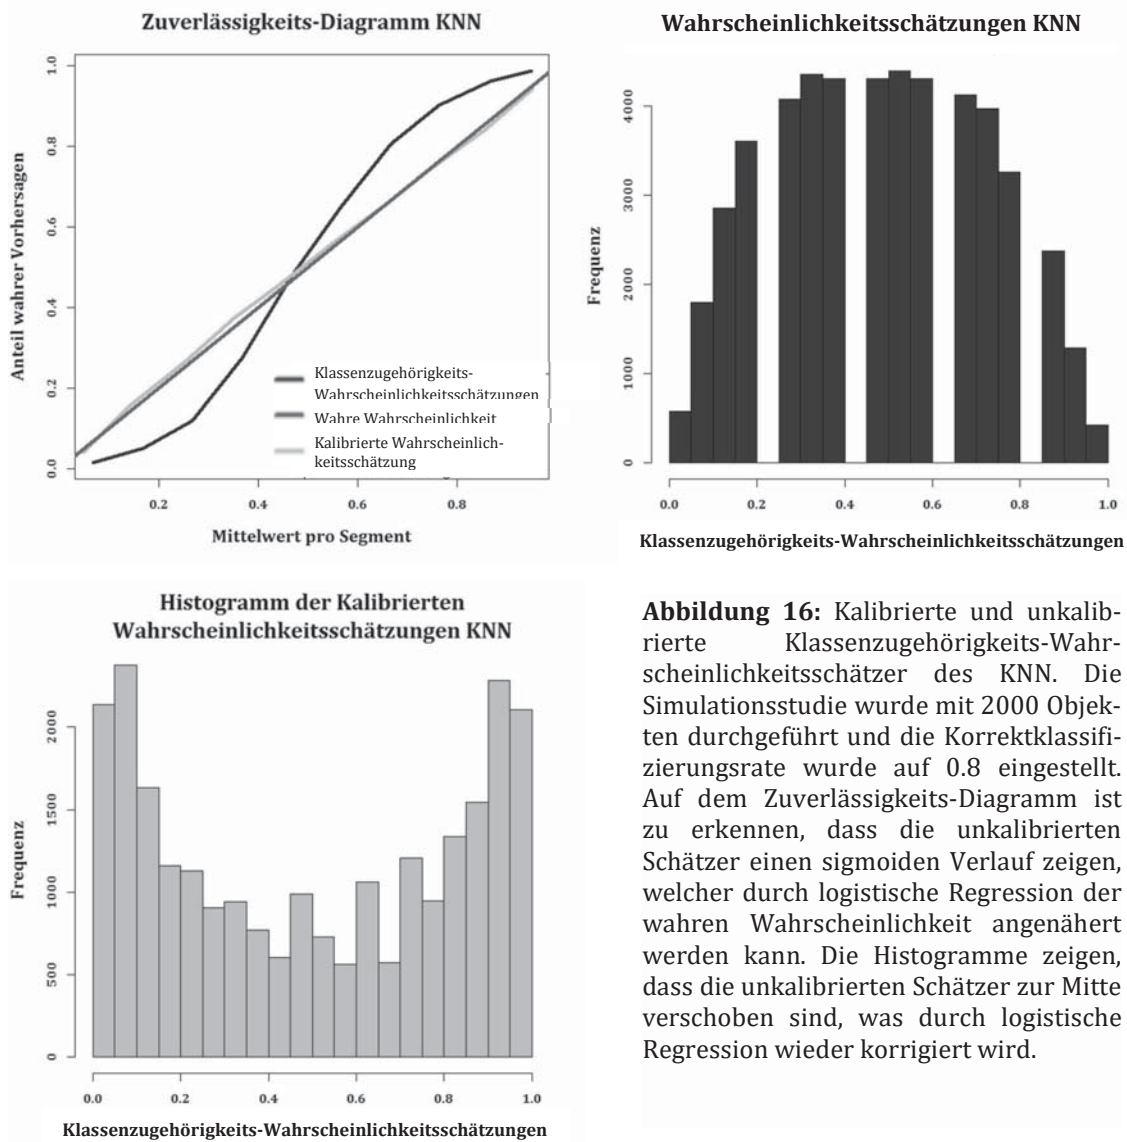 Zuverlässigkeits-Diagramm KNN
Anteil wahrer Vorhersagen
1.0
0.8
0.6
0.4
0.2
0.0
Klassenzugehörigkeits-
Wahrscheinlichkeitsschätzungen
Wahre Wahrscheinlichkeit
Kalibrierte Wahrscheinlich-
keitsschätzung
0.2 0.4 0.6 0.8
Mittelwert pro Segment
Wahrscheinlichkeitsschätzungen KNN
Frequenz
4000
3000
2000
1000
0
0.0 0.2 0.4 0.6 0.8 1.0
Klassenzugehörigkeits-Wahrscheinlichkeitsschätzungen
Histogramm der Kalibrierten
Wahrscheinlichkeitsschätzungen KNN
Frequenz
2000
1500
1000
500
0
0.0 0.2 0.4 0.6 0.8 1.0
Klassenzugehörigkeits-Wahrscheinlichkeitsschätzungen
Abbildung 16: Kalibrierte und unkalib-
rierte Klassenzugehörigkeits-Wahr-
scheinlichkeitsschätzer des KNN. Die
Simulationsstudie wurde mit 2000 Objek-
ten durchgeführt und die Korrektklassifi-
zierungsrate wurde auf 0.8 eingestellt.
Auf dem Zuverlässigkeits-Diagramm ist
zu erkennen, dass die unkalibrierten
Schätzer einen sigmoiden Verlauf zeigen,
welcher durch logistische Regression der
wahren Wahrscheinlichkeit angenähert
werden kann. Die Histogramme zeigen,
dass die unkalibrierten Schätzer zur Mitte
verschoben sind, was durch logistische
Regression wieder korrigiert wird.